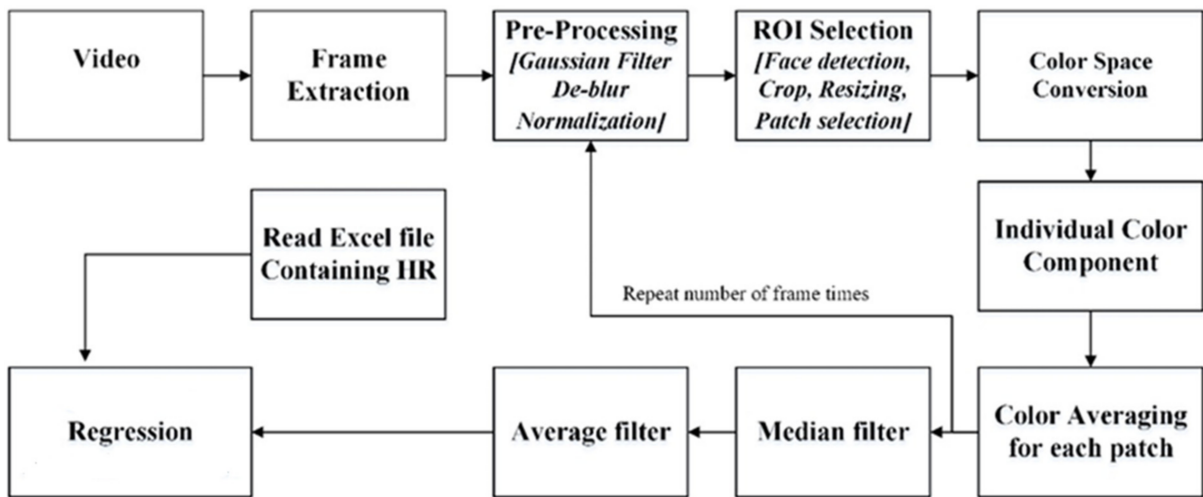 Video
Frame
Extraction
Pre-Processing
[Gaussian Filter
De-blur
Normalization]
ROI Selection
[Face detection,
Crop, Resizing,
Patch selection]
Color Space
Conversion
Read Excel file
Containing HR
Individual Color
Component
Repeat number of frame times
Regression
Average filter
Median filter
Color Averaging
for each patch